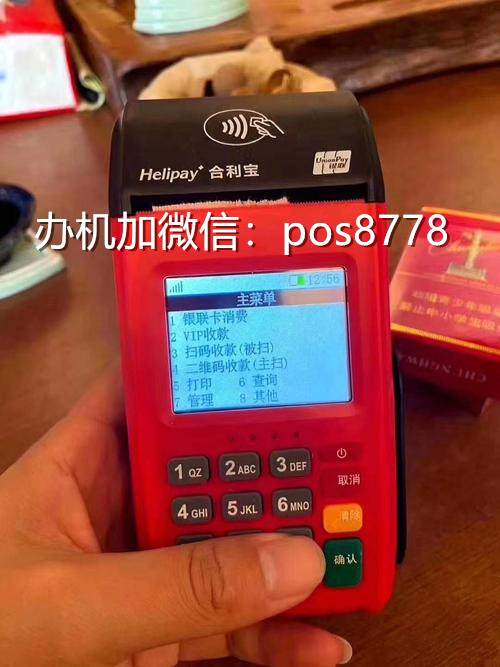 UnionPay
银联
Helipay 合利宝
办机加微信：pos8778
12:56
主菜单
1 银联卡消费
2 VIP收款
3 扫码收款(被扫)
4 二维码收款(主扫)
5 打印 6 查询
7 管理 8 其他
1 QZ 2 ABC 3 DEF
取消
4 GHI 5 JKL 6 MNO
清除
确认
CHUNGHWA